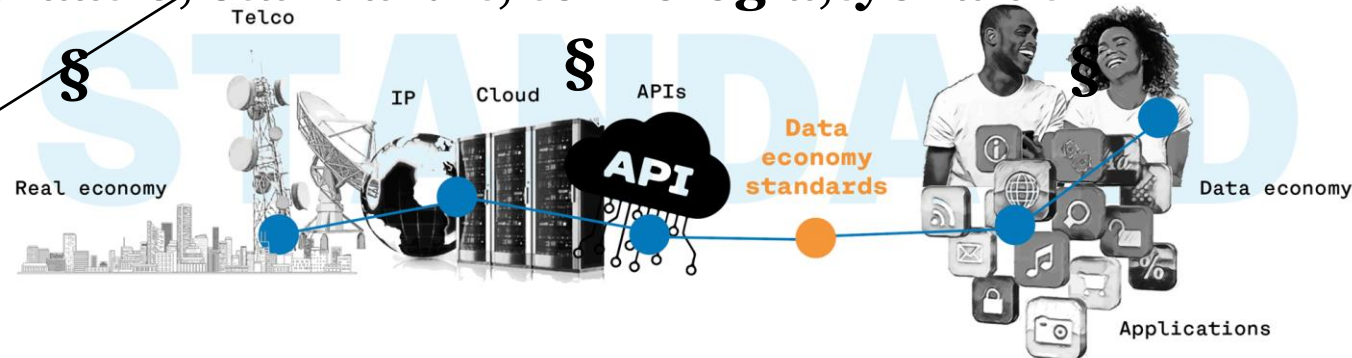 Telco
§
§
§
IP
Cloud
APIs
STANDARD
API
Data
economy
standards
Real economy
Data economy
%
Applications